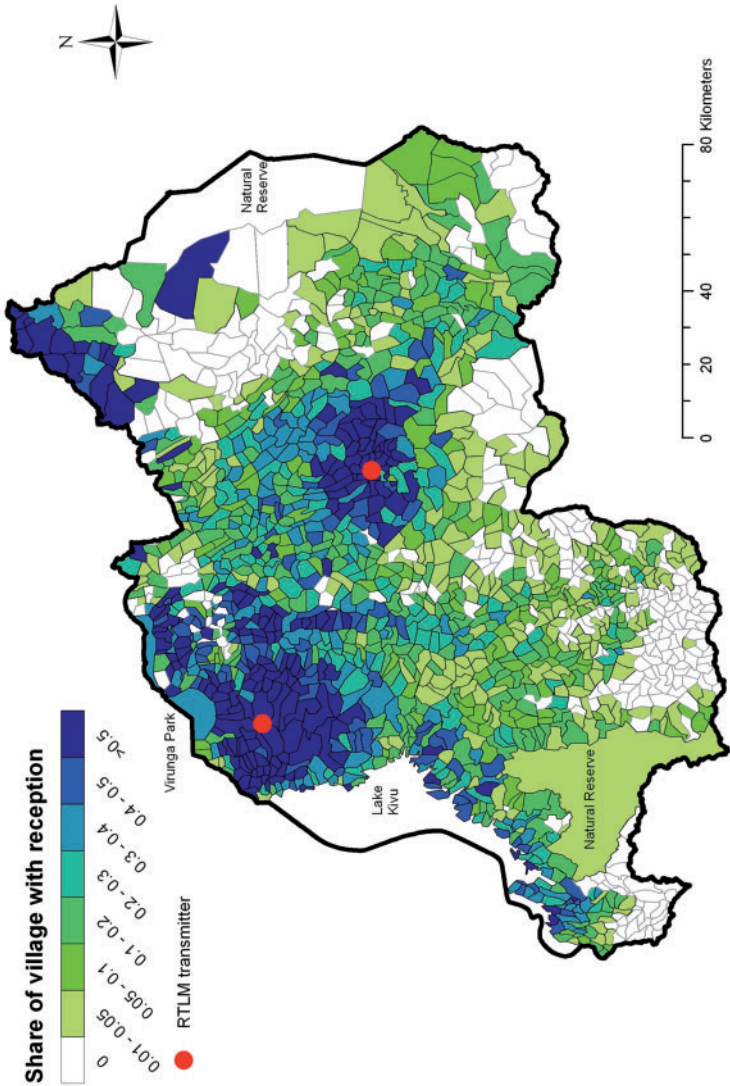 Share of village with reception
0
0.01 - 0.05
0.05 - 0.1
0.1 - 0.2
0.2 - 0.3
0.3 - 0.4
0.4 - 0.5
>0.5
RTLM transmitter
N
Virunga Park
Natural
Reserve
Lake
Kivu
Natural Reserve
0 20 40 80 Kilometers